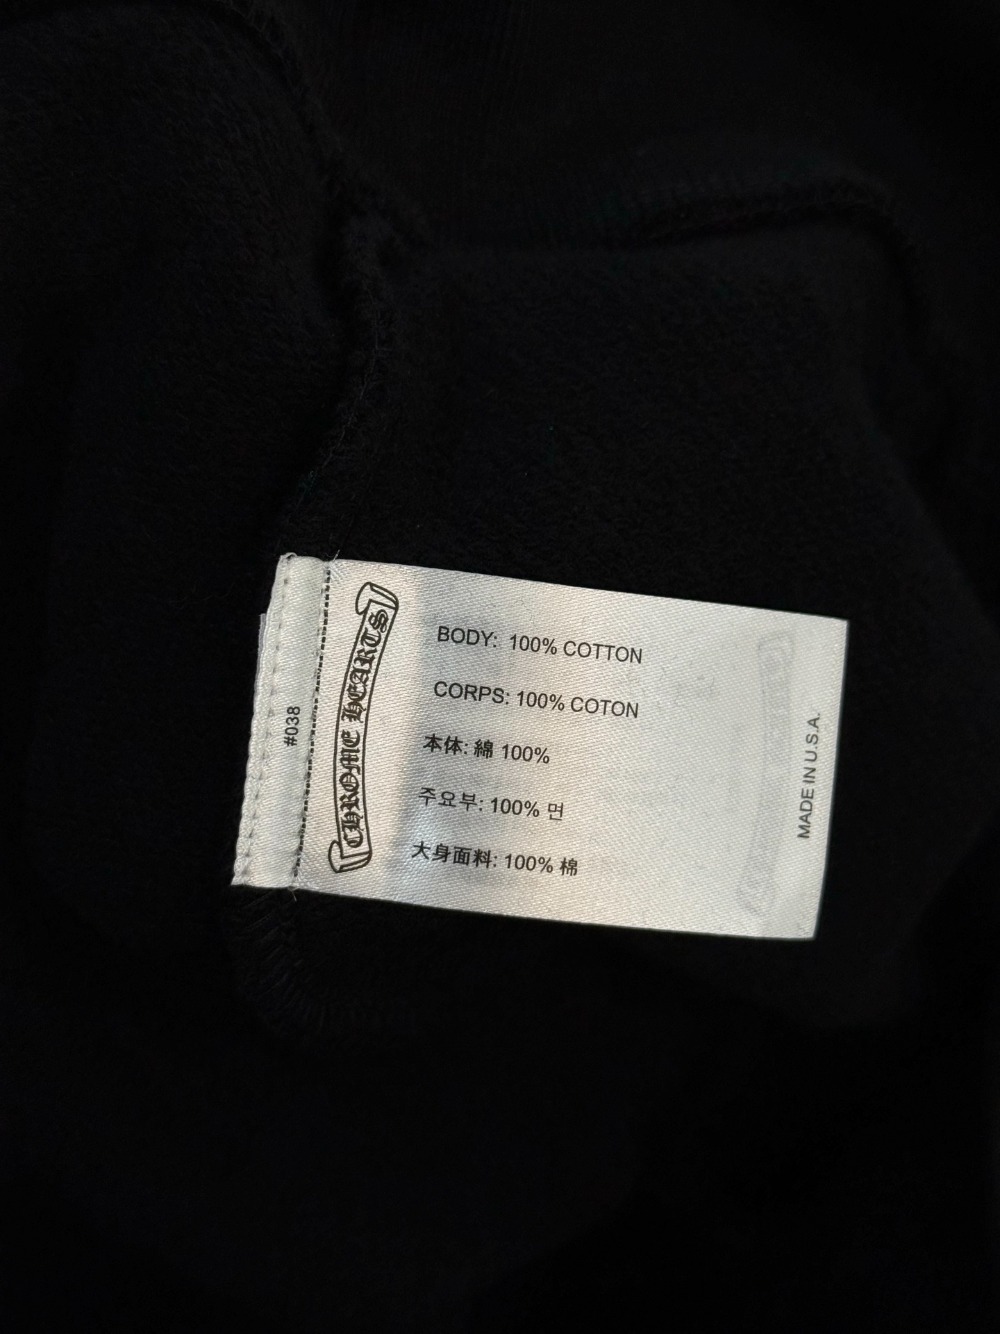 #038
CHROME HEARTS
BODY: 100% COTTON
CORPS: 100% COTON
本体: 綿 100%
주요부: 100% 면
大身面料: 100% 棉
MADE IN U.S.A.